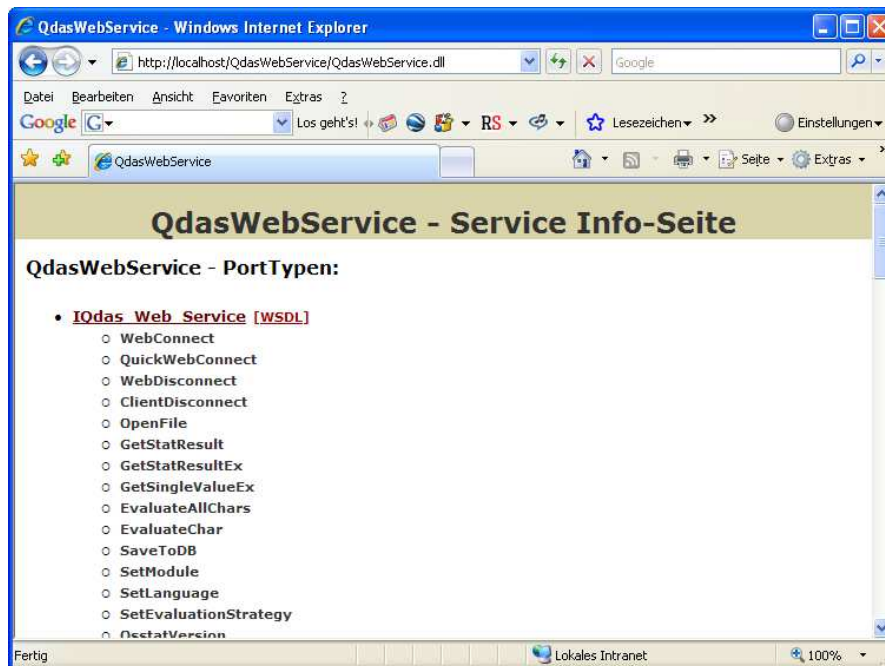 QdasWebService - Windows Internet Explorer
http://localhost/QdasWebService/QdasWebService.dll
Google
Datei Bearbeiten Ansicht Favoriten Extras ?
Google G Los geht's! RS Lesezeichen Einstellungen
QdasWebService Seite Extras
QdasWebService - Service Info-Seite
QdasWebService - PortTypen:
IQdas_Web_Service [WSDL]
WebConnect
QuickWebConnect
WebDisconnect
ClientDisconnect
OpenFile
GetStatResult
GetStatResultEx
GetSingleValueEx
EvaluateAllChars
EvaluateChar
SaveToDB
SetModule
SetLanguage
SetEvaluationStrategy
QsstatVersion
Fertig Lokales Intranet 100%